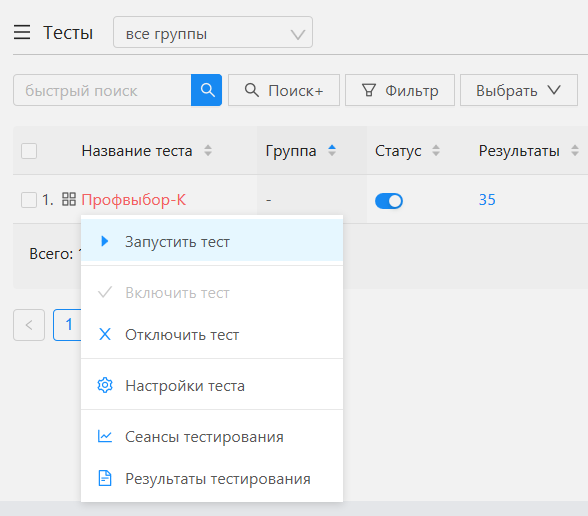 Тесты все группы
быстрый поиск Поиск+ Фильтр Выбрать
Название теста Группа Статус Результаты
1. Профвыбор-К - 35
Запустить тест
Всего:
Включить тест
1
Отключить тест
Настройки теста
Сеансы тестирования
Результаты тестирования